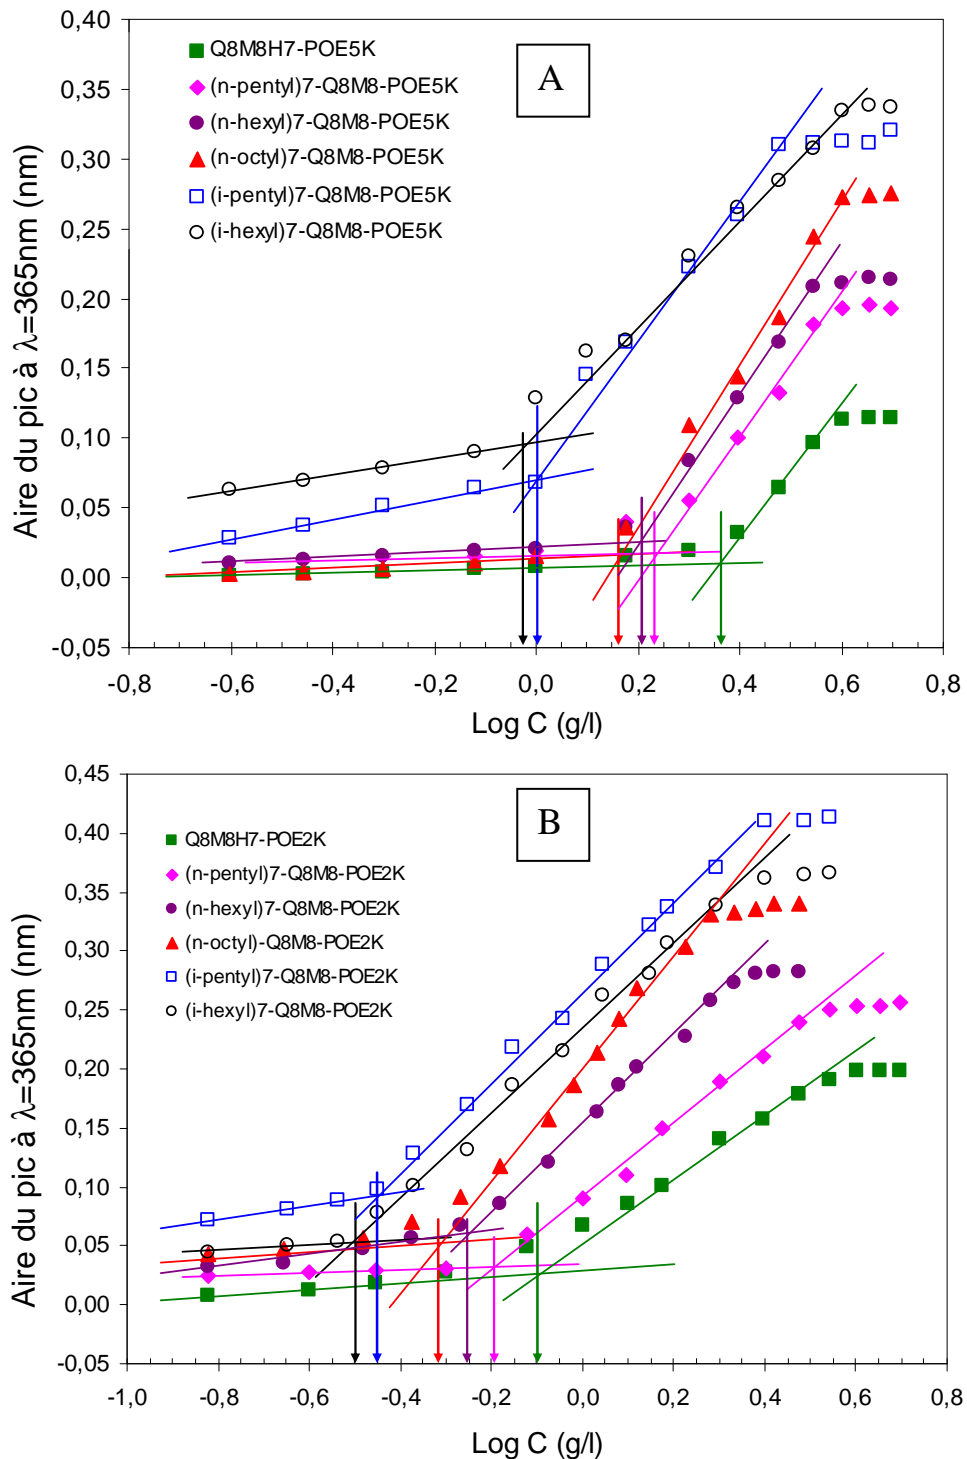 0,40
0,35
0,30
0,25
0,20
0,15
0,10
0,05
0,00
-0,05
Aire du pic à λ=365nm (nm)
Q8M8H7-POE5K
(n-pentyl)7-Q8M8-POE5K
(n-hexyl)7-Q8M8-POE5K
(n-octyl)7-Q8M8-POE5K
(i-pentyl)7-Q8M8-POE5K
(i-hexyl)7-Q8M8-POE5K
A
-0,8 -0,6 -0,4 -0,2 0,0 0,2 0,4 0,6 0,8
Log C (g/l)
0,45
0,40
0,35
0,30
0,25
0,20
0,15
0,10
0,05
0,00
-0,05
Aire du pic à λ=365nm (nm)
Q8M8H7-POE2K
(n-pentyl)7-Q8M8-POE2K
(n-hexyl)7-Q8M8-POE2K
(n-octyl)-Q8M8-POE2K
(i-pentyl)7-Q8M8-POE2K
(i-hexyl)7-Q8M8-POE2K
B
-1,0 -0,8 -0,6 -0,4 -0,2 0,0 0,2 0,4 0,6 0,8
Log C (g/l)